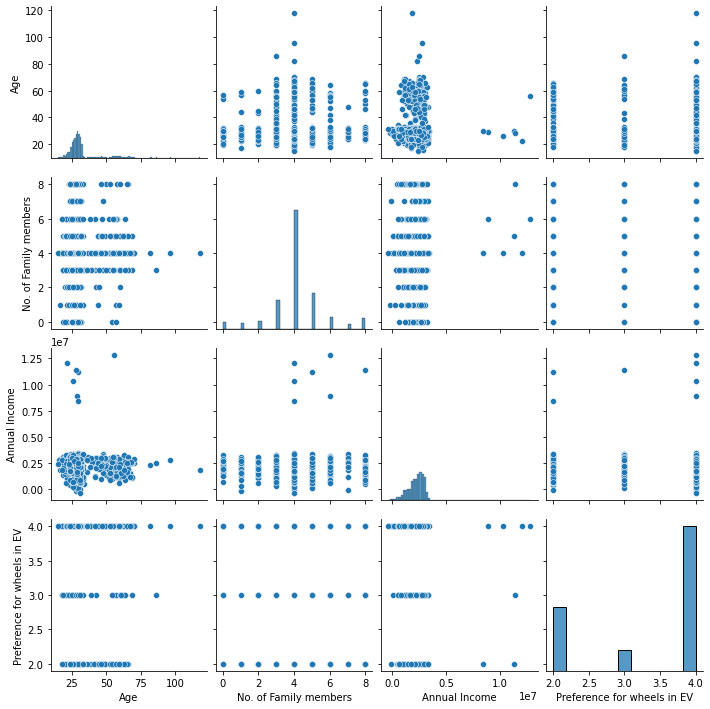 120
100
80
60
40
20
Age
8
6
4
2
0
No. of Family members
1e7
1.25
1.00
0.75
0.50
0.25
0.00
Annual Income
4.0
3.5
3.0
2.5
2.0
Preference for wheels in EV
25 50 75 100
Age
0 2 4 6 8
No. of Family members
0.0 0.5 1.0
1e7
Annual Income
2.0 2.5 3.0 3.5 4.0
Preference for wheels in EV